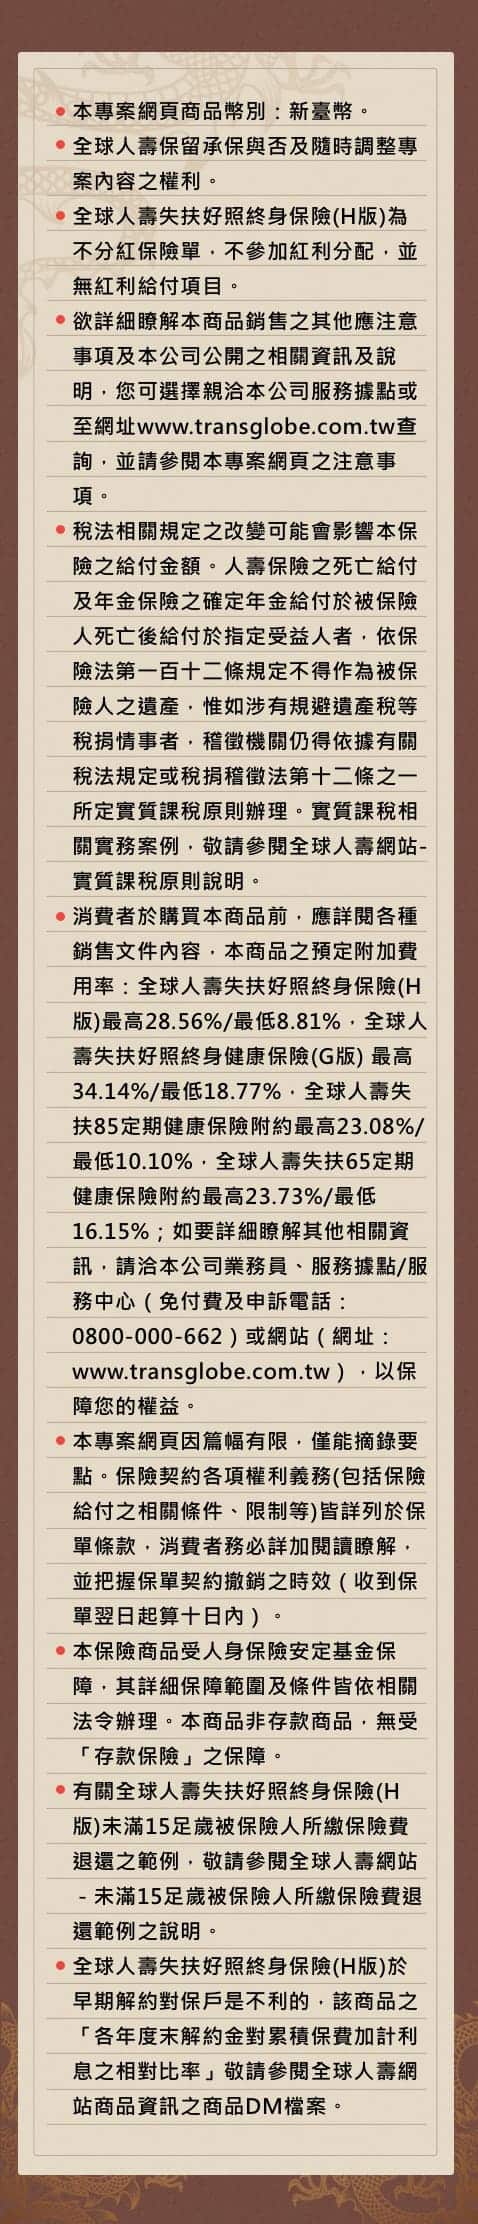 本專案網頁商品幣別：新臺幣。
全球人壽保留承保與否及隨時調整專
案內容之權利。
全球人壽失扶好照終身保險(H版)為
不分紅保險單，不參加紅利分配，並
無紅利給付項目。
欲詳細瞭解本商品銷售之其他應注意
事項及本公司公開之相關資訊及說
明，您可選擇親洽本公司服務據點或
至網址www.transglobe.com.tw查
詢，並請參閱本專案網頁之注意事
項。
稅法相關規定之改變可能會影響本保
險之給付金額。人壽保險之死亡給付
及年金保險之確定年金給付於被保險
人死亡後給付於指定受益人者，依保
險法第一百十二條規定不得作為被保
險人之遺產，惟如涉有規避遺產稅等
稅捐情事者，稽徵機關仍得依據有關
稅法規定或稅捐稽徵法第十二條之一
所定實質課稅原則辦理。實質課稅相
關實務案例，敬請參閱全球人壽網站-
實質課稅原則說明。
消費者於購買本商品前，應詳閱各種
銷售文件內容，本商品之預定附加費
用率：全球人壽失扶好照終身保險(H
版)最高28.56%/最低8.81%，全球人
壽失扶好照終身健康保險(G版) 最高
34.14%/最低18.77%，全球人壽失
扶85定期健康保險附約最高23.08%/
最低10.10%，全球人壽失扶65定期
健康保險附約最高23.73%/最低
16.15%；如要詳細瞭解其他相關資
訊，請洽本公司業務員、服務據點/服
務中心（免付費及申訴電話：
0800-000-662）或網站（網址：
www.transglobe.com.tw），以保
障您的權益。
本專案網頁因篇幅有限，僅能摘錄要
點。保險契約各項權利義務(包括保險
給付之相關條件、限制等)皆詳列於保
單條款，消費者務必詳加閱讀瞭解，
並把握保單契約撤銷之時效（收到保
單翌日起算十日內）。
本保險商品受人身保險安定基金保
障，其詳細保障範圍及條件皆依相關
法令辦理。本商品非存款商品，無受
「存款保險」之保障。
有關全球人壽失扶好照終身保險(H
版)未滿15足歲被保險人所繳保險費
退還之範例，敬請參閱全球人壽網站
－未滿15足歲被保險人所繳保險費退
還範例之說明。
全球人壽失扶好照終身保險(H版)於
早期解約對保戶是不利的，該商品之
「各年度末解約金對累積保費加計利
息之相對比率」敬請參閱全球人壽網
站商品資訊之商品DM檔案。